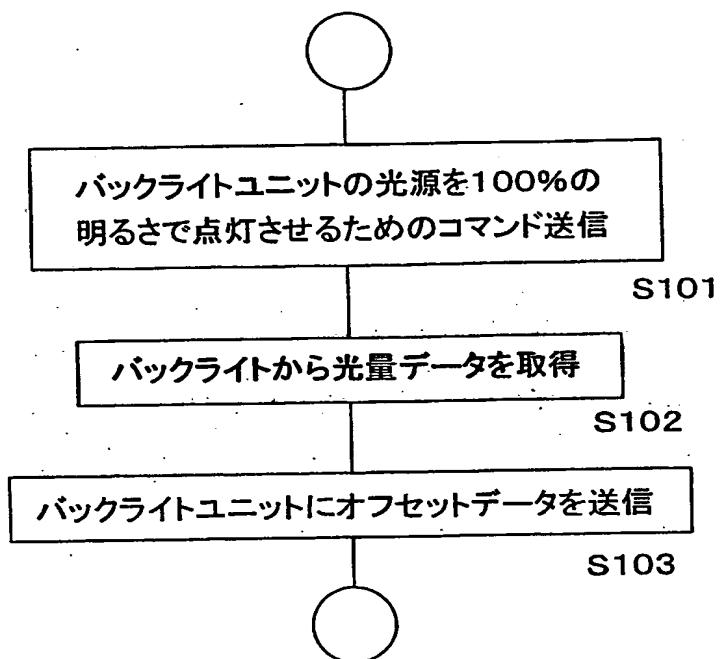 バックライトユニットの光源を100%の
明るさで点灯させるためのコマンド送信
S101
バックライトから光量データを取得
S102
バックライトユニットにオフセットデータを送信
S103